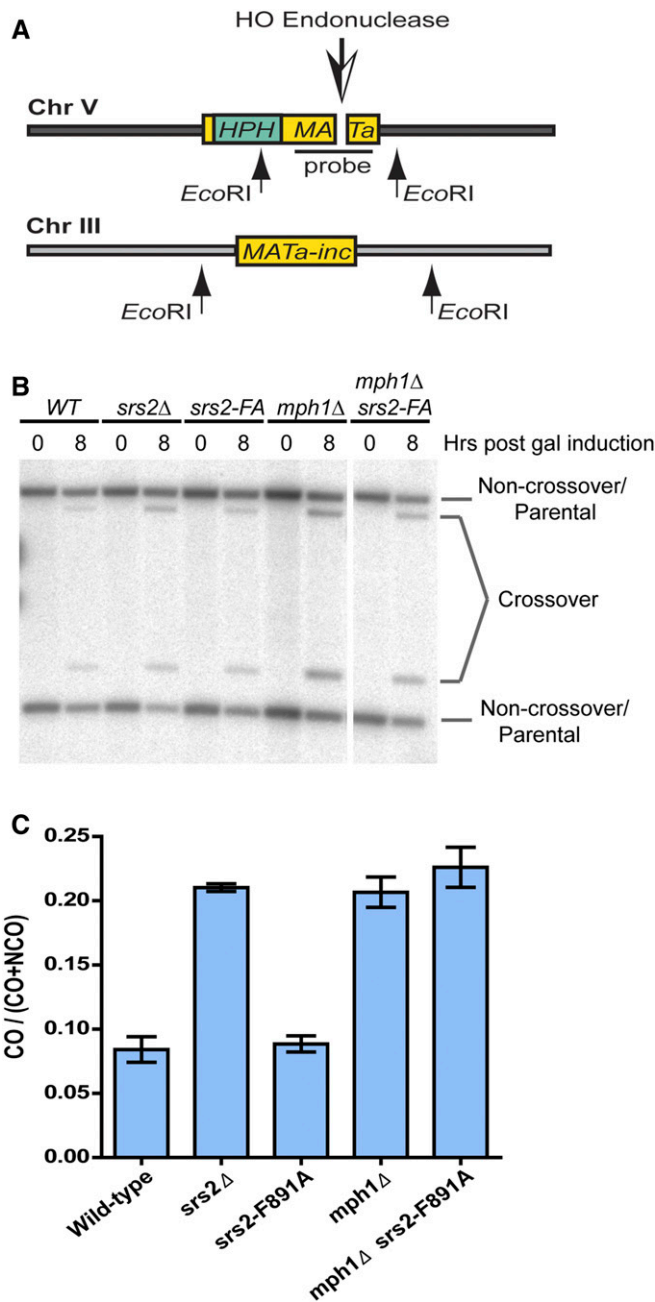 A
HO Endonuclease
Chr V
HPH MA Ta
probe
EcoRI EcoRI
Chr III
MATa-inc
EcoRI EcoRI
B
mph1Δ
WT srs2Δ srs2-FA mph1Δ srs2-FA
0 8 0 8 0 8 0 8 0 8 Hrs post gal induction
Non-crossover/
Parental
Crossover
Non-crossover/
Parental
C
CO / (CO+NCO)
0.25
0.20
0.15
0.10
0.05
0.00
Wild-type
srs2Δ
srs2-F891A
mph1Δ
mph1Δ srs2-F891A